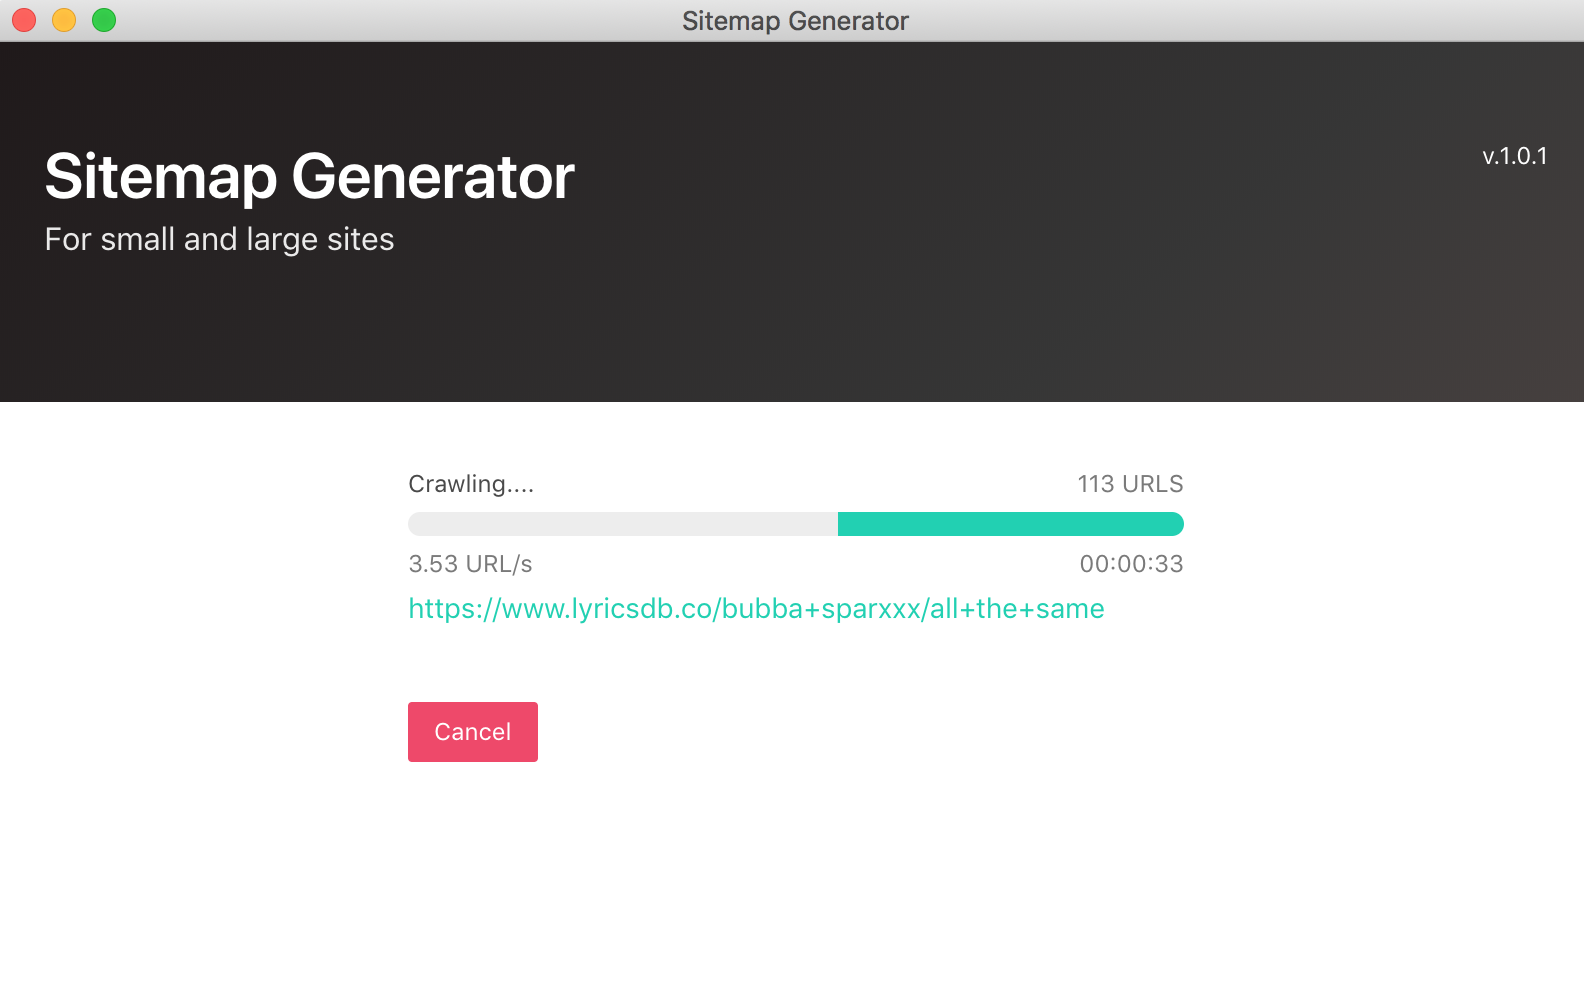 Sitemap Generator
Sitemap Generator
v.1.0.1
For small and large sites
Crawling....
113 URLS
3.53 URL/s
00:00:33
https://www.lyricsdb.co/bubba+sparxxx/all+the+same
Cancel